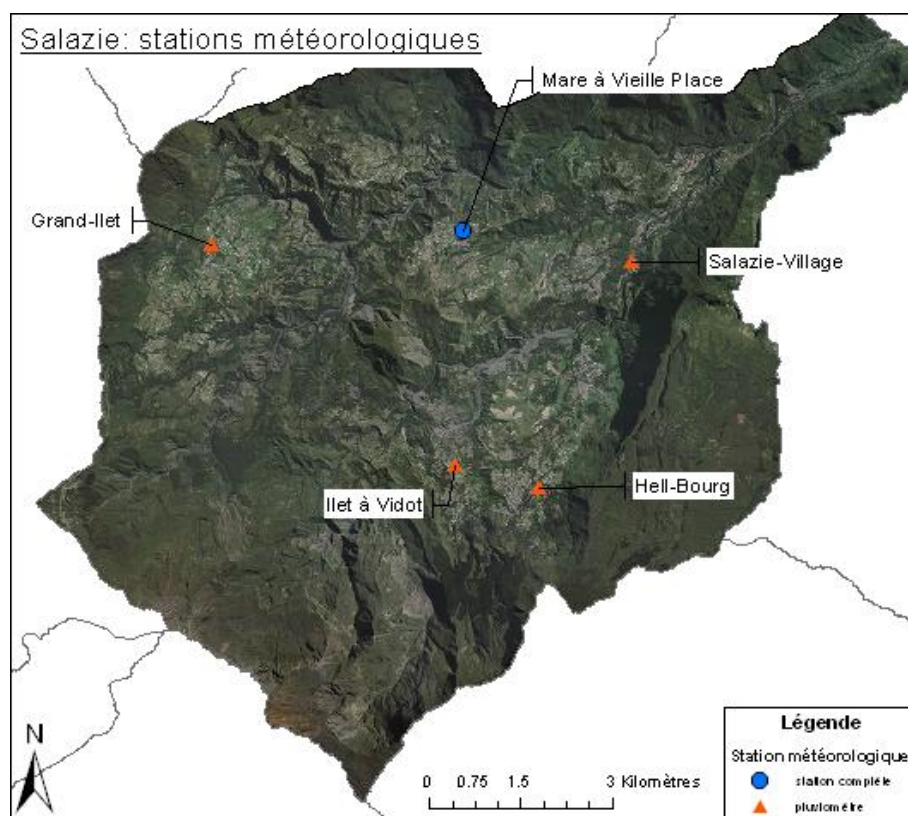 Salazie: stations météorologiques
Mare à Vieille Place
Grand-Ilet
Salazie-Village
Ilet à Vidot
Hell-Bourg
N
0 0.75 1.5 3 Kilomètres
Légende
Station météorologique
station complète
pluviomètre